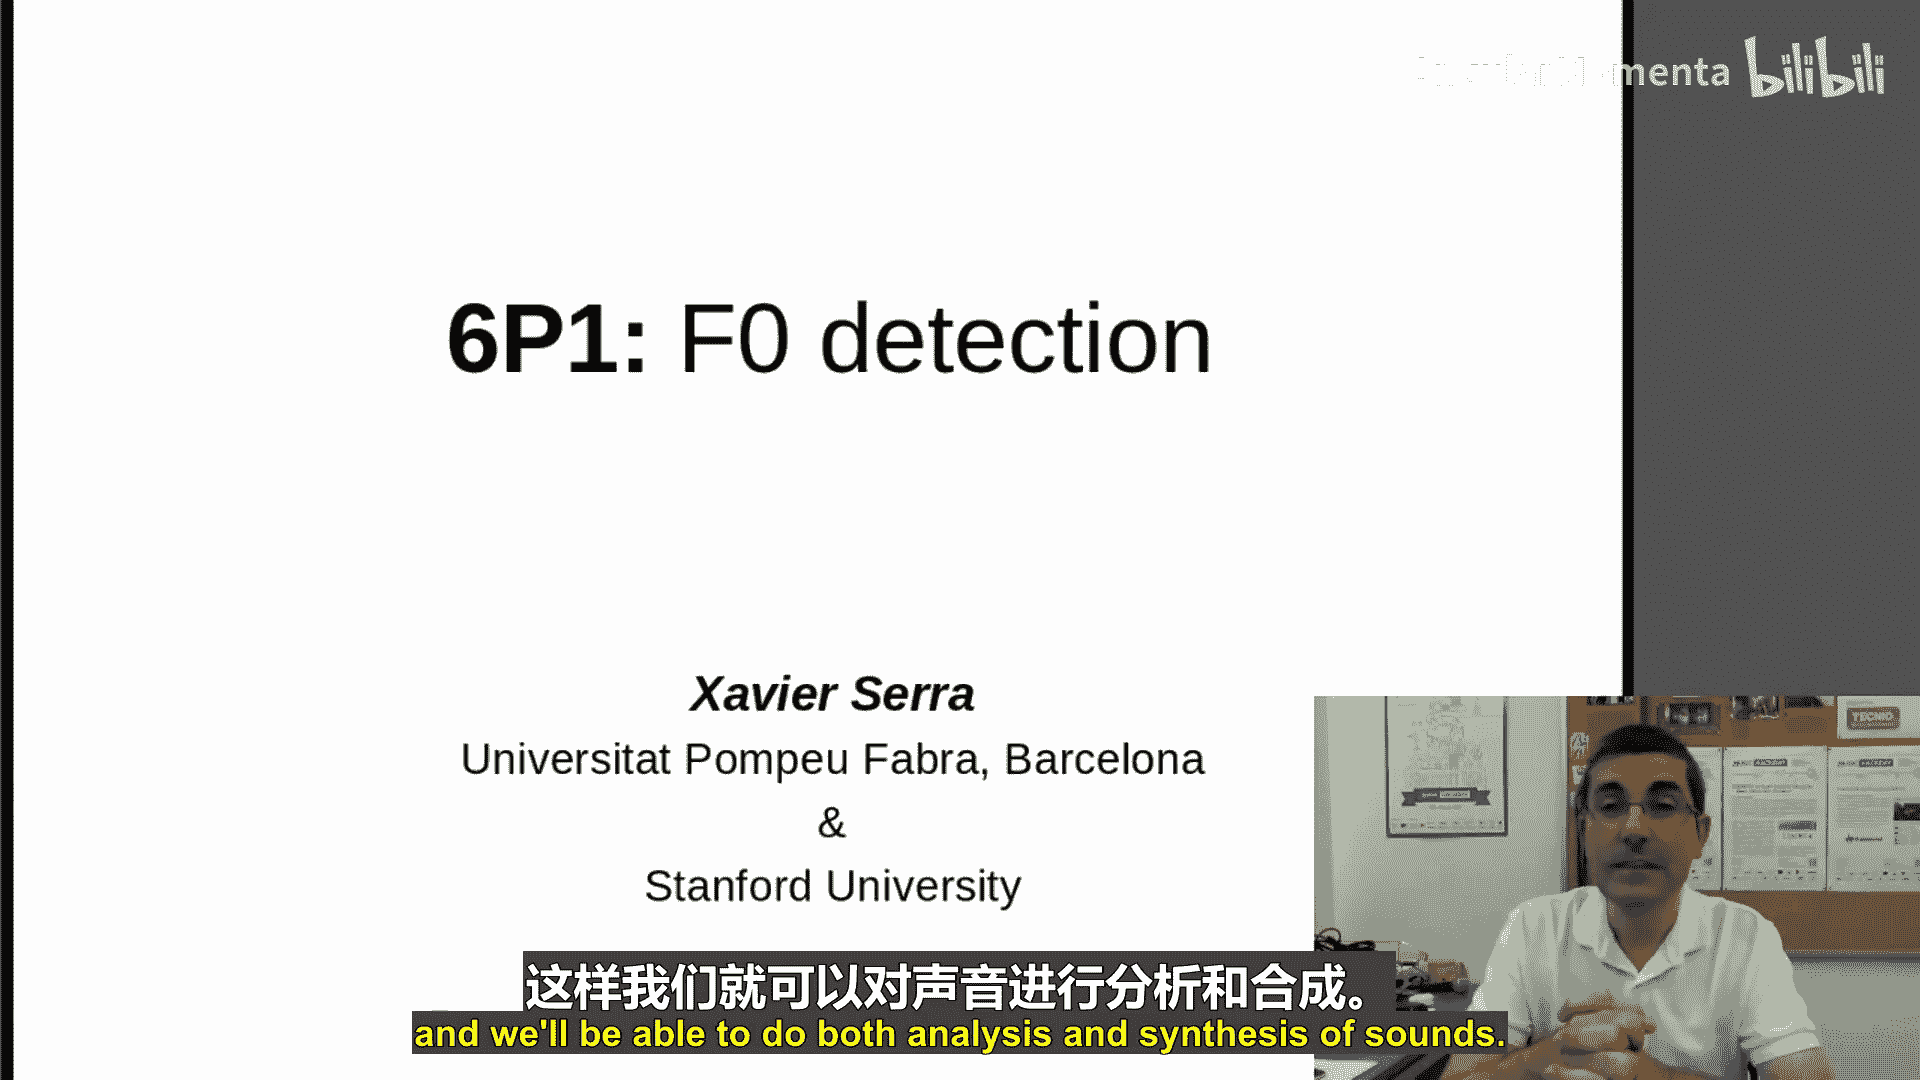 menta bilibili
6P1: F0 detection
Xavier Serra
Universitat Pompeu Fabra, Barcelona
&
Stanford University
TECNIO
这样我们就可以对声音进行分析和合成。
and we'll be able to do both analysis and synthesis of sounds.